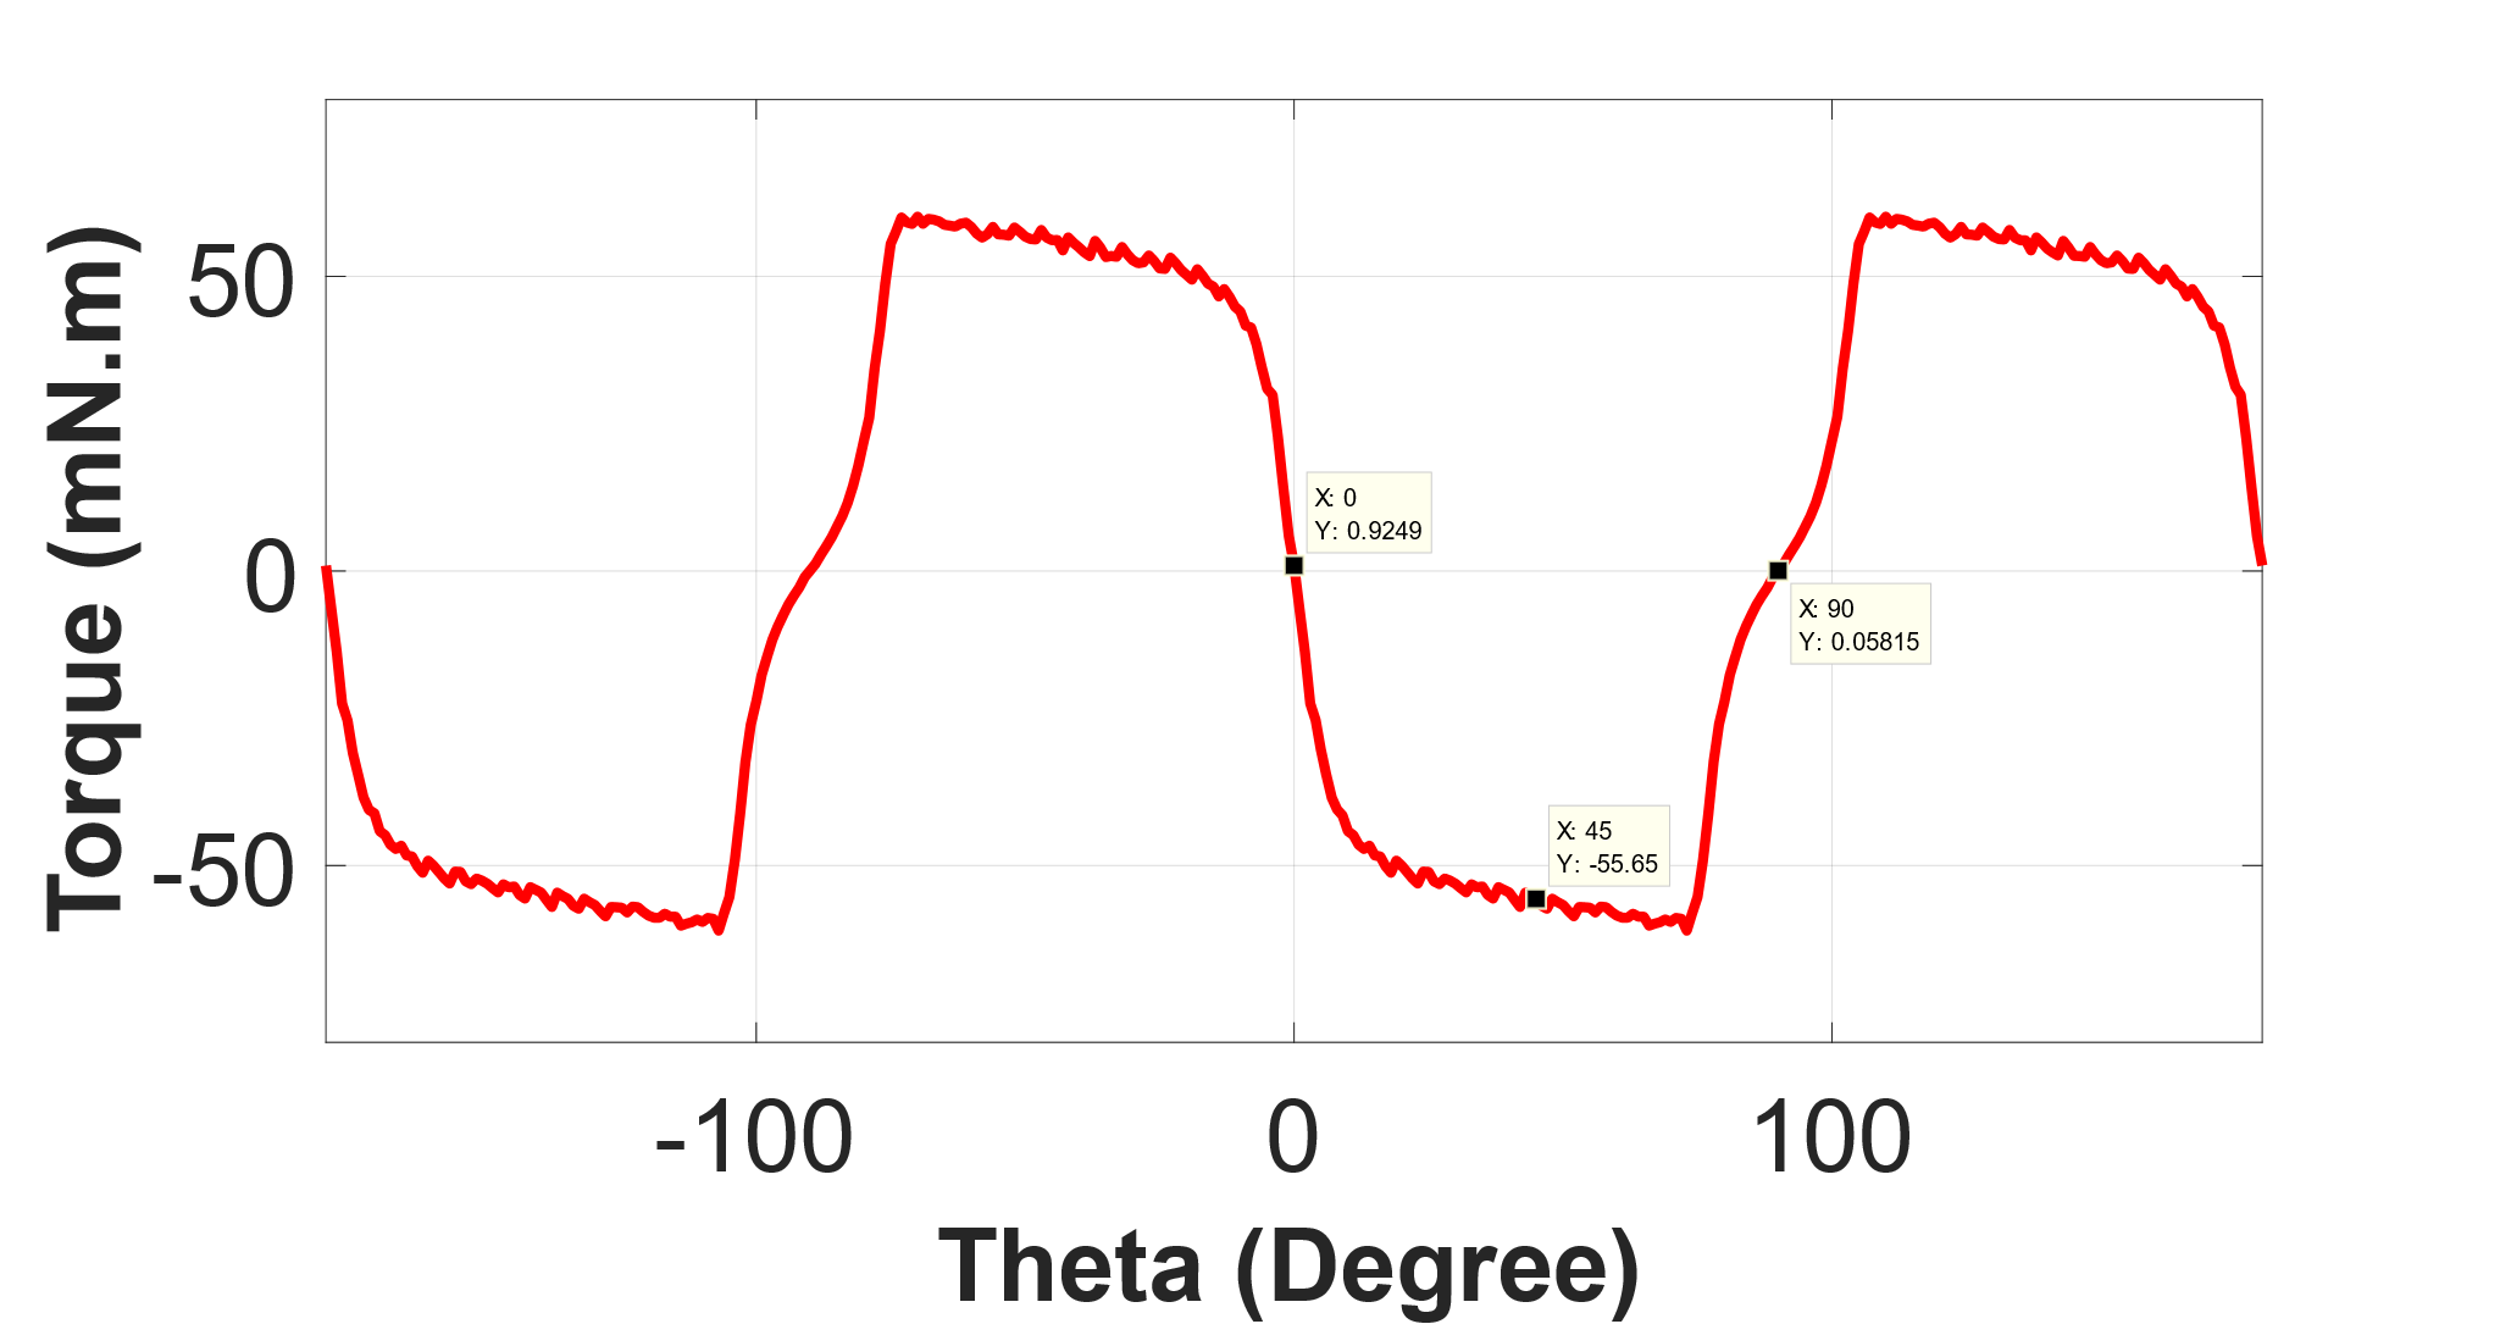 Torque (mN.m)
50
0
-50
X: 0
Y: 0.9249
X: 90
Y: 0.05815
X: 45
Y: -55.65
-100
0
100
Theta (Degree)